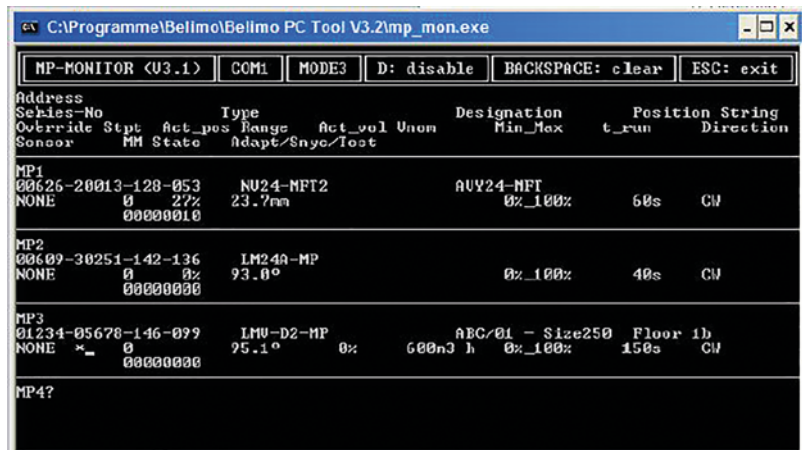 C:\Programme\Belimo\Belimo PC Tool V3.2\mp_mon.exe
MP-MONITOR (V3.1) COM1 MODE3 D: disable BACKSPACE: clear ESC: exit
Address
Series-No Type Designation Position String
Override Stpt Act_pos Range Act_vol Vnom Min_Max t_run Direction
Sensor MM State Adapt/Snyc/Test
MP1
00626-20013-128-053 NV24-MFT2 AVY24-MFT
NONE 0 27% 23.7mm 0%_100% 60s CW
00000010
MP2
00609-30251-142-136 LM24A-MP
NONE 0 0% 93.0º 0%_100% 40s CW
00000000
MP3
01234-05678-146-099 LMV-D2-MP ABC/01 - Size250 Floor 1b
NONE *_ 0 95.1º 0% 600m3 h 0%_100% 150s CW
00000000
MP4?